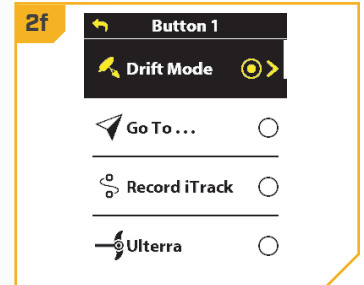 2f
Button 1
Drift Mode
Go To . . .
Record iTrack
Ulterra